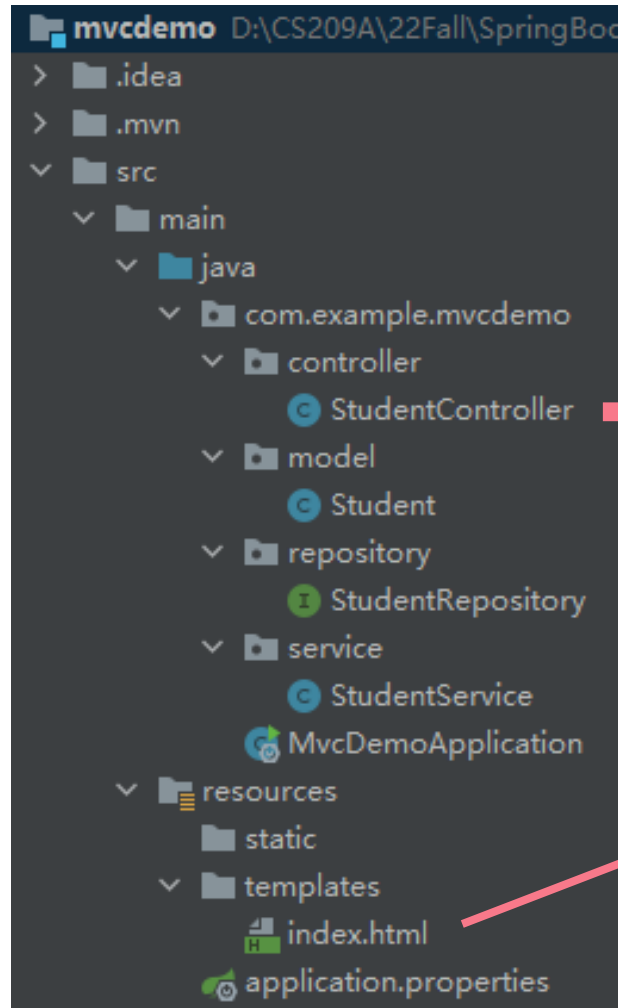 mvcdemo D:\CS209A\22Fall\SpringBoo
.idea
.mvn
src
main
java
com.example.mvcdemo
controller
C StudentController
model
C Student
repository
I StudentRepository
service
C StudentService
MvcDemoApplication
resources
static
templates
H index.html
application.properties